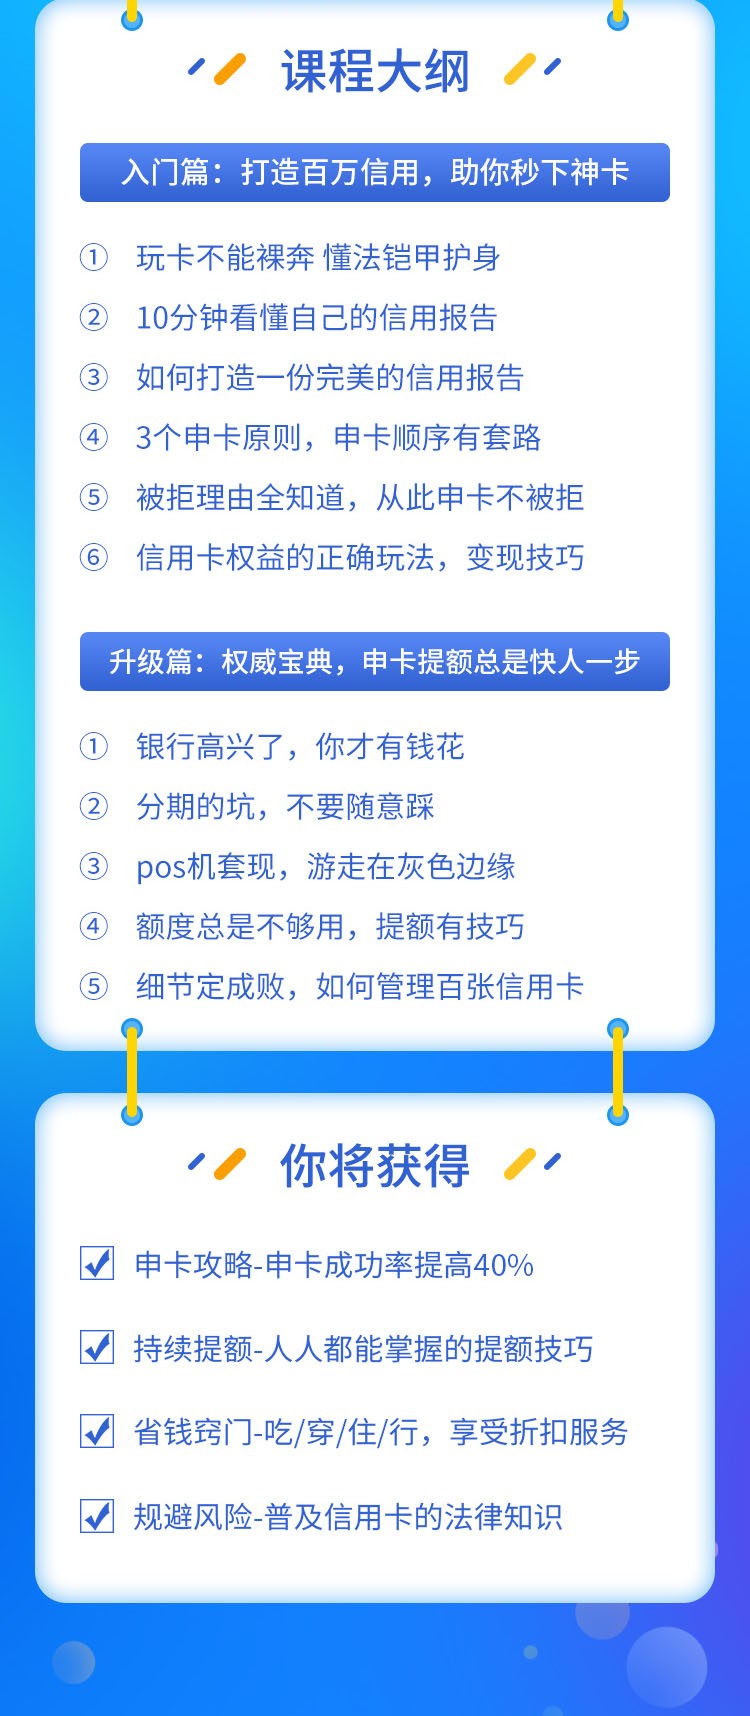 课程大纲
入门篇：打造百万信用，助你秒下神卡
① 玩卡不能裸奔 懂法铠甲护身
② 10分钟看懂自己的信用报告
③ 如何打造一份完美的信用报告
④ 3个申卡原则，申卡顺序有套路
⑤ 被拒理由全知道，从此申卡不被拒
⑥ 信用卡权益的正确玩法，变现技巧
升级篇：权威宝典，申卡提额总是快人一步
① 银行高兴了，你才有钱花
② 分期的坑，不要随意踩
③ pos机套现，游走在灰色边缘
④ 额度总是不够用，提额有技巧
⑤ 细节定成败，如何管理百张信用卡
你将获得
申卡攻略-申卡成功率提高40%
持续提额-人人都能掌握的提额技巧
省钱窍门-吃/穿/住/行，享受折扣服务
规避风险-普及信用卡的法律知识